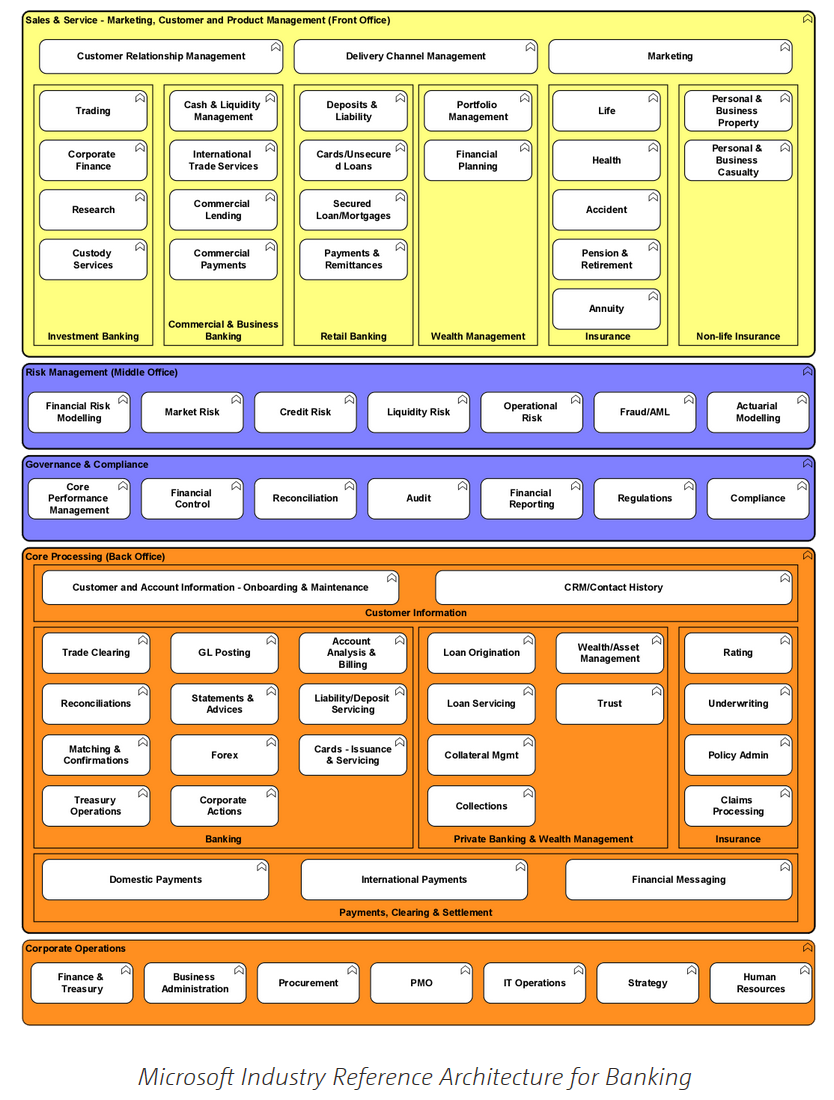 Sales & Service - Marketing, Customer and Product Management (Front Office)
Customer Relationship Management
Delivery Channel Management
Marketing
Trading
Corporate
Finance
Research
Custody
Services
Investment Banking
Cash & Liquidity
Management
International
Trade Services
Commercial
Lending
Commercial
Payments
Commercial & Business
Banking
Deposits &
Liability
Cards/Unsecure
d Loans
Secured
Loan/Mortgages
Payments &
Remittances
Retail Banking
Portfolio
Management
Financial
Planning
Wealth Management
Life
Health
Accident
Pension &
Retirement
Annuity
Insurance
Personal &
Business
Property
Personal &
Business
Casualty
Non-life Insurance
Risk Management (Middle Office)
Financial Risk
Modelling
Market Risk
Credit Risk
Liquidity Risk
Operational
Risk
Fraud/AML
Actuarial
Modelling
Governance & Compliance
Core
Performance
Management
Financial
Control
Reconciliation
Audit
Financial
Reporting
Regulations
Compliance
Core Processing (Back Office)
Customer and Account Information - Onboarding & Maintenance
CRM/Contact History
Customer Information
Trade Clearing
Reconciliations
Matching &
Confirmations
Treasury
Operations
GL Posting
Statements &
Advices
Forex
Corporate
Actions
Account
Analysis &
Billing
Liability/Deposit
Servicing
Cards - Issuance
& Servicing
Banking
Loan Origination
Loan Servicing
Collateral Mgmt
Collections
Wealth/Asset
Management
Trust
Private Banking & Wealth Management
Rating
Underwriting
Policy Admin
Claims
Processing
Insurance
Domestic Payments
International Payments
Financial Messaging
Payments, Clearing & Settlement
Corporate Operations
Finance &
Treasury
Business
Administration
Procurement
PMO
IT Operations
Strategy
Human
Resources
Microsoft Industry Reference Architecture for Banking